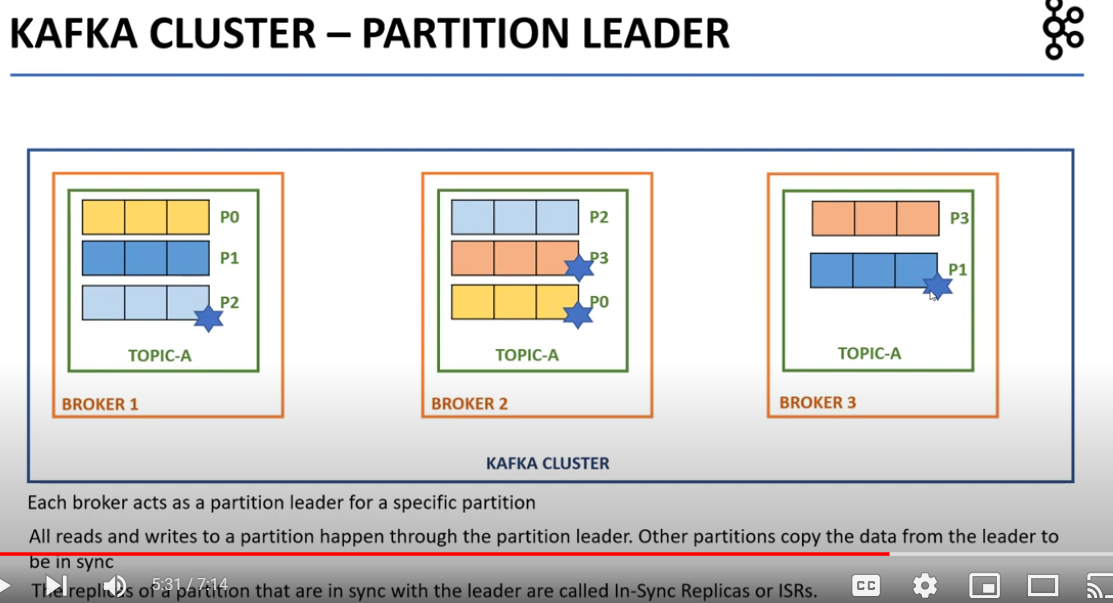 KAFKA CLUSTER – PARTITION LEADER
P0
P1
P2
TOPIC-A
BROKER 1
P2
P3
P0
TOPIC-A
BROKER 2
P3
P1
TOPIC-A
BROKER 3
KAFKA CLUSTER
Each broker acts as a partition leader for a specific partition
All reads and writes to a partition happen through the partition leader. Other partitions copy the data from the leader to
be in sync
The replicas of a partition that are in sync with the leader are called In-Sync Replicas or ISRs.
5:31 / 7:14
CC